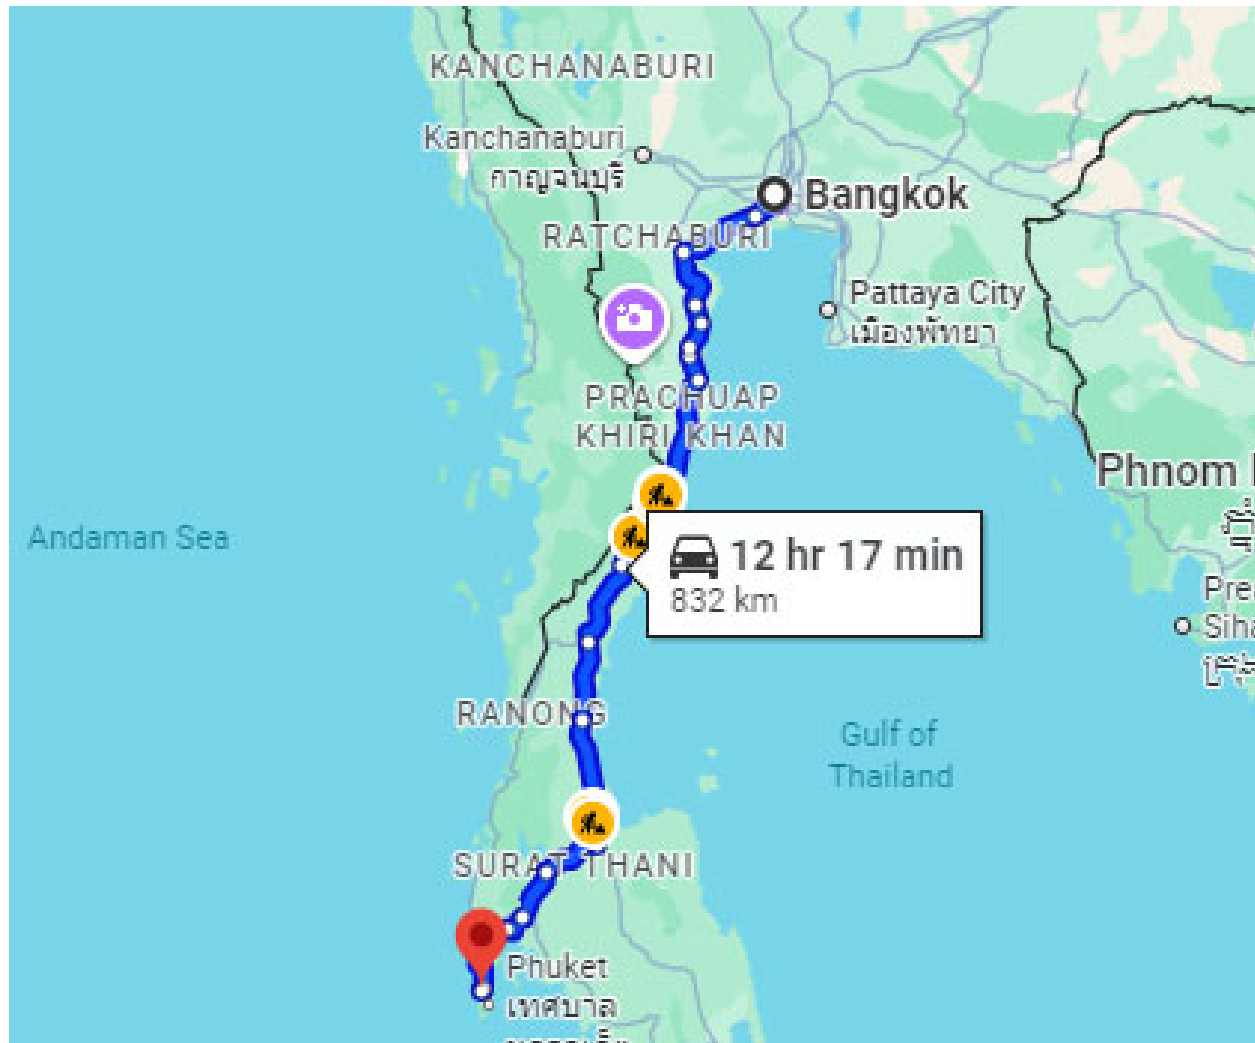 KANCHANABURI
Kanchanaburi
กาญจนบุรี
Bangkok
RATCHABURI
Pattaya City
เมืองพัทยา
PRACHUAP
KHIRI KHAN
Phnom
Andaman Sea
12 hr 17 min
832 km
Prea
Siha
RANONG
Gulf of
Thailand
SURAT THANI
Phuket
เทศบาล